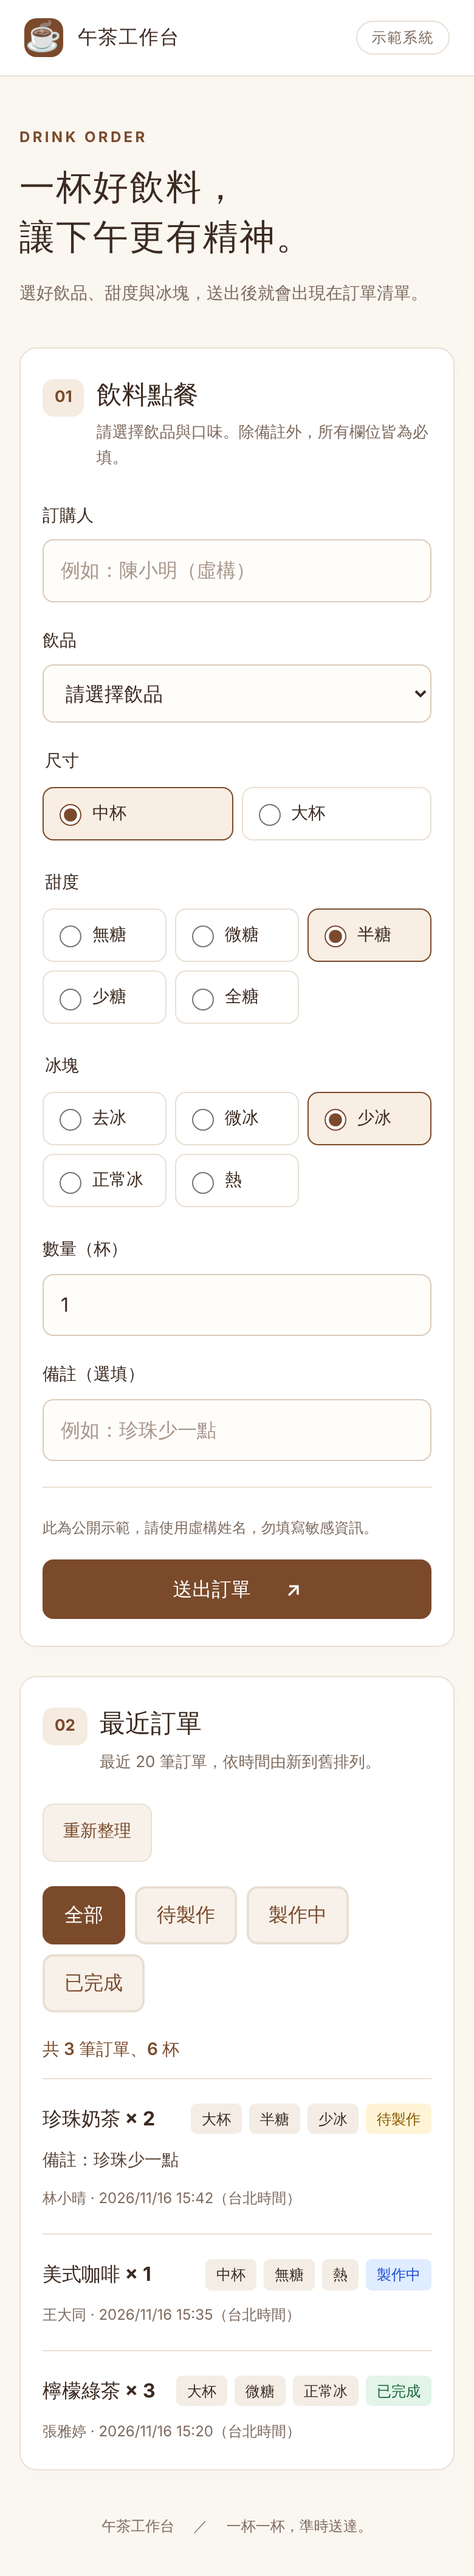 午茶工作台
示範系統
DRINK ORDER
一杯好飲料，
讓下午更有精神。
選好飲品、甜度與冰塊，送出後就會出現在訂單清單。
01 飲料點餐
請選擇飲品與口味。除備註外，所有欄位皆為必
填。
訂購人
例如：陳小明（虛構）
飲品
請選擇飲品
尺寸
中杯 大杯
甜度
無糖 微糖 半糖
少糖 全糖
冰塊
去冰 微冰 少冰
正常冰 熱
數量（杯）
1
備註（選填）
例如：珍珠少一點
此為公開示範，請使用虛構姓名，勿填寫敏感資訊。
送出訂單 ↗
02 最近訂單
最近 20 筆訂單，依時間由新到舊排列。
重新整理
全部 待製作 製作中
已完成
共 3 筆訂單、6 杯
珍珠奶茶 × 2 大杯 半糖 少冰 待製作
備註：珍珠少一點
林小晴 · 2026/11/16 15:42（台北時間）
美式咖啡 × 1 中杯 無糖 熱 製作中
王大同 · 2026/11/16 15:35（台北時間）
檸檬綠茶 × 3 大杯 微糖 正常冰 已完成
張雅婷 · 2026/11/16 15:20（台北時間）
午茶工作台 ／ 一杯一杯，準時送達。